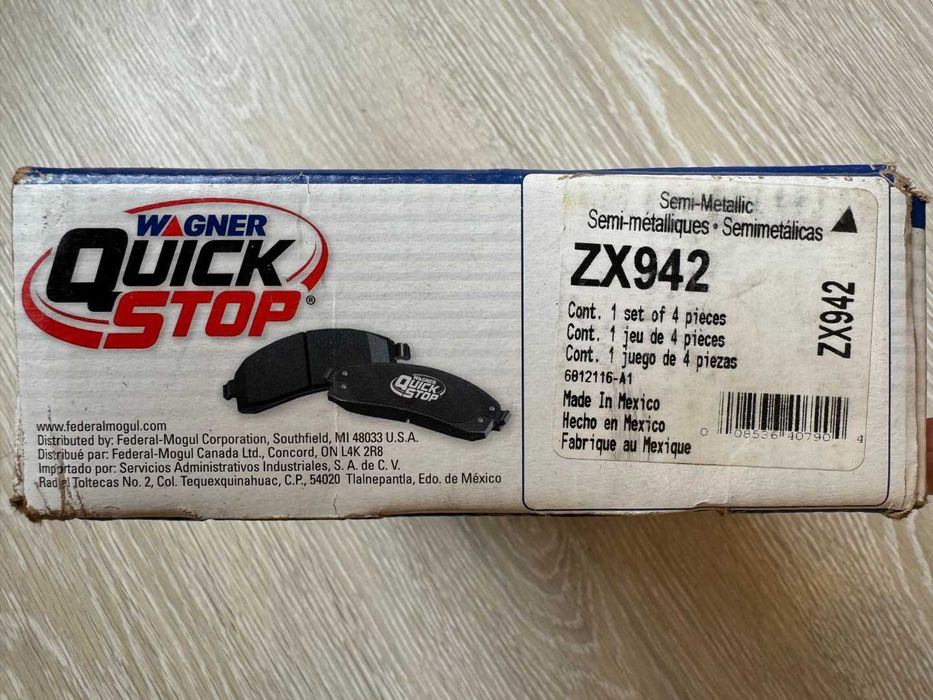 WAGNER
QUICK
STOP®
WAGNER
QUICK
STOP
www.federalmogul.com
Distributed by: Federal-Mogul Corporation, Southfield, MI 48033 U.S.A.
Distribué par: Federal-Mogul Canada Ltd., Concord, ON L4K 2R8
Importado por: Servicios Administrativos Industriales, S. A. de C. V.
Toltecas No. 2, Col. Tequexquinahuac, C.P., 54020 Tlalnepantla, Edo. de México
Semi-Metallic
Semi-métalliques • Semimetálicas
ZX942
Cont. 1 set of 4 pieces
Cont. 1 jeu de 4 pièces
Cont. 1 juego de 4 piezas
6812116-A1
Made In Mexico
Hecho en Mexico
Fabrique au Mexique
ZX942
0 08536 40790 4